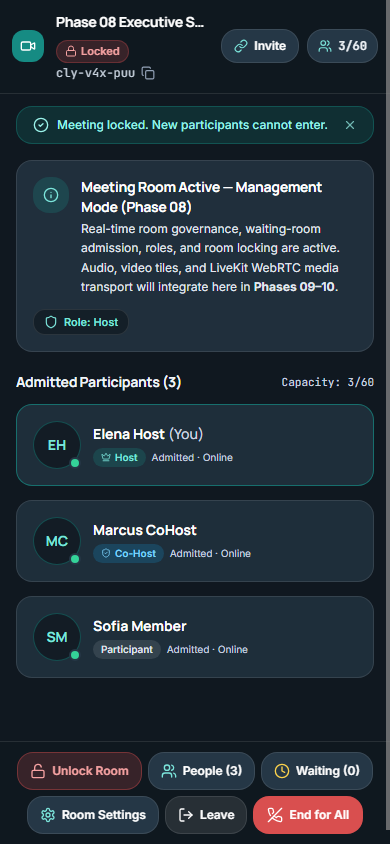 Phase 08 Executive S...
Locked
Invite
3/60
cly-v4x-puu
Meeting locked. New participants cannot enter.
Meeting Room Active — Management
Mode (Phase 08)
Real-time room governance, waiting-room
admission, roles, and room locking are active.
Audio, video tiles, and LiveKit WebRTC media
transport will integrate here in Phases 09–10.
Role: Host
Admitted Participants (3)
Capacity: 3/60
EH
Elena Host (You)
Host
Admitted · Online
MC
Marcus CoHost
Co-Host
Admitted · Online
SM
Sofia Member
Participant
Admitted · Online
Unlock Room
People (3)
Waiting (0)
Room Settings
Leave
End for All